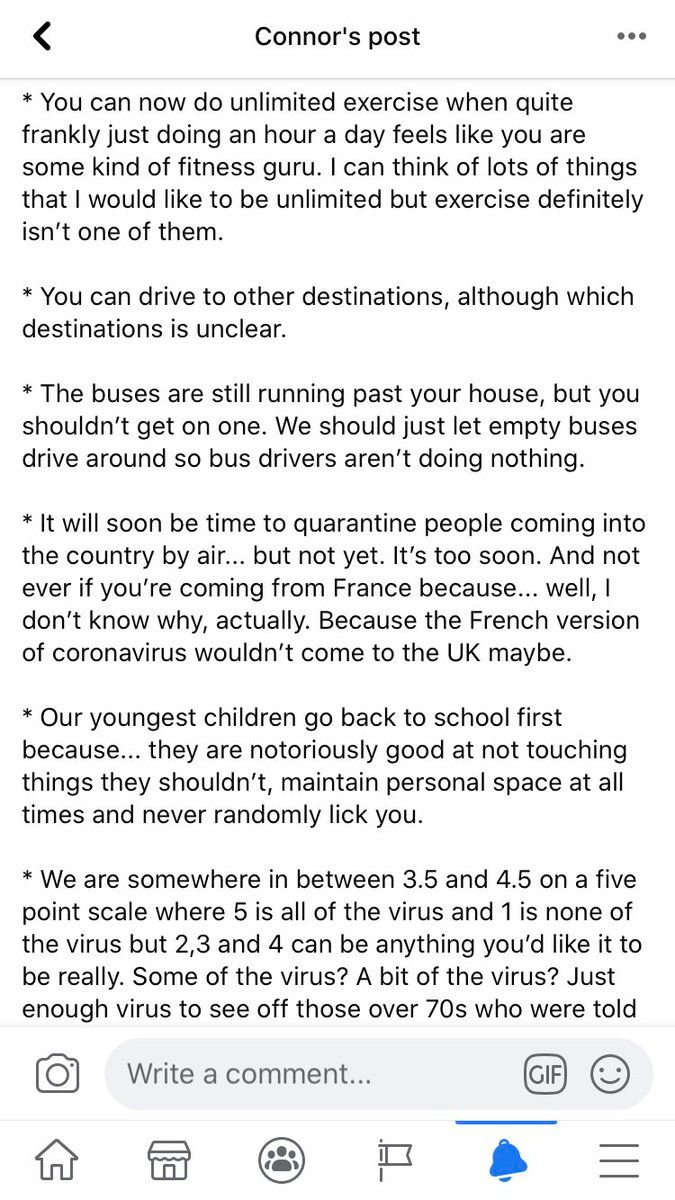 Connor's post
* You can now do unlimited exercise when quite
frankly just doing an hour a day feels like you are
some kind of fitness guru. I can think of lots of things
that I would like to be unlimited but exercise definitely
isn’t one of them.
* You can drive to other destinations, although which
destinations is unclear.
* The buses are still running past your house, but you
shouldn’t get on one. We should just let empty buses
drive around so bus drivers aren’t doing nothing.
* It will soon be time to quarantine people coming into
the country by air... but not yet. It’s too soon. And not
ever if you’re coming from France because... well, I
don’t know why, actually. Because the French version
of coronavirus wouldn’t come to the UK maybe.
* Our youngest children go back to school first
because... they are notoriously good at not touching
things they shouldn’t, maintain personal space at all
times and never randomly lick you.
* We are somewhere in between 3.5 and 4.5 on a five
point scale where 5 is all of the virus and 1 is none of
the virus but 2,3 and 4 can be anything you’d like it to
be really. Some of the virus? A bit of the virus? Just
enough virus to see off those over 70s who were told
Write a comment...
GIF